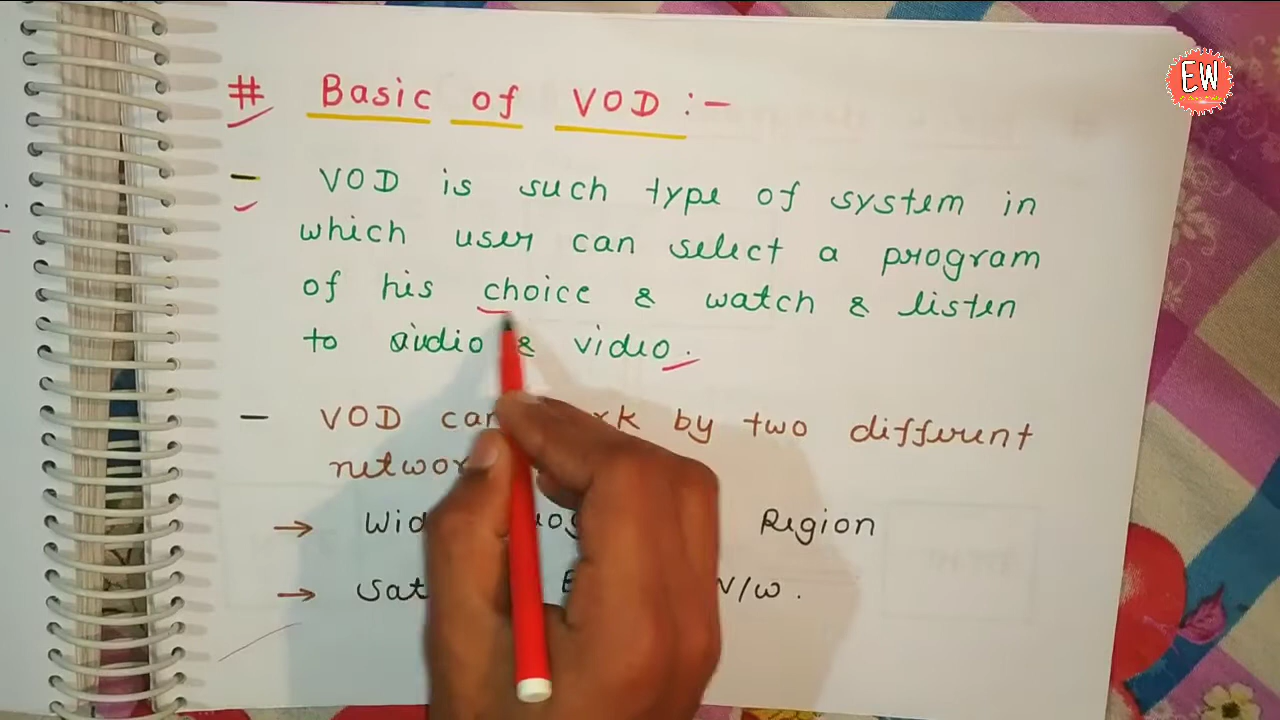 # Basic of VOD :-
- VOD is such type of system in
which user can select a program
of his choice & watch & listen
to audio & video.
- VOD can by two different
→ Region
→ N/w.
EW